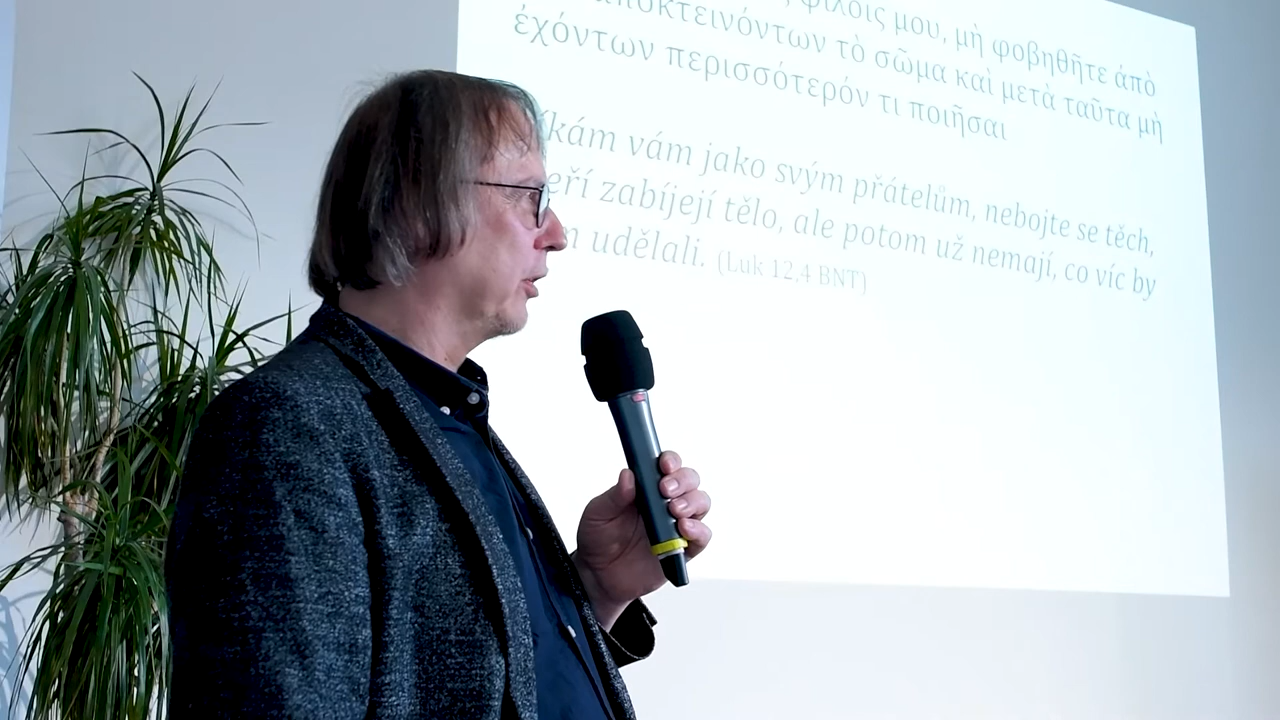 φίλοις μου, μὴ φοβηθῆτε ἀπὸ
ἀποκτεινόντων τὸ σῶμα καὶ μετὰ ταῦτα μὴ
ἐχόντων περισσότερόν τι ποιῆσαι
vám jako svým přátelům, nebojte se těch,
zabíjejí tělo, ale potom už nemají, co víc by
udělali. (Luk 12,4 BNT)